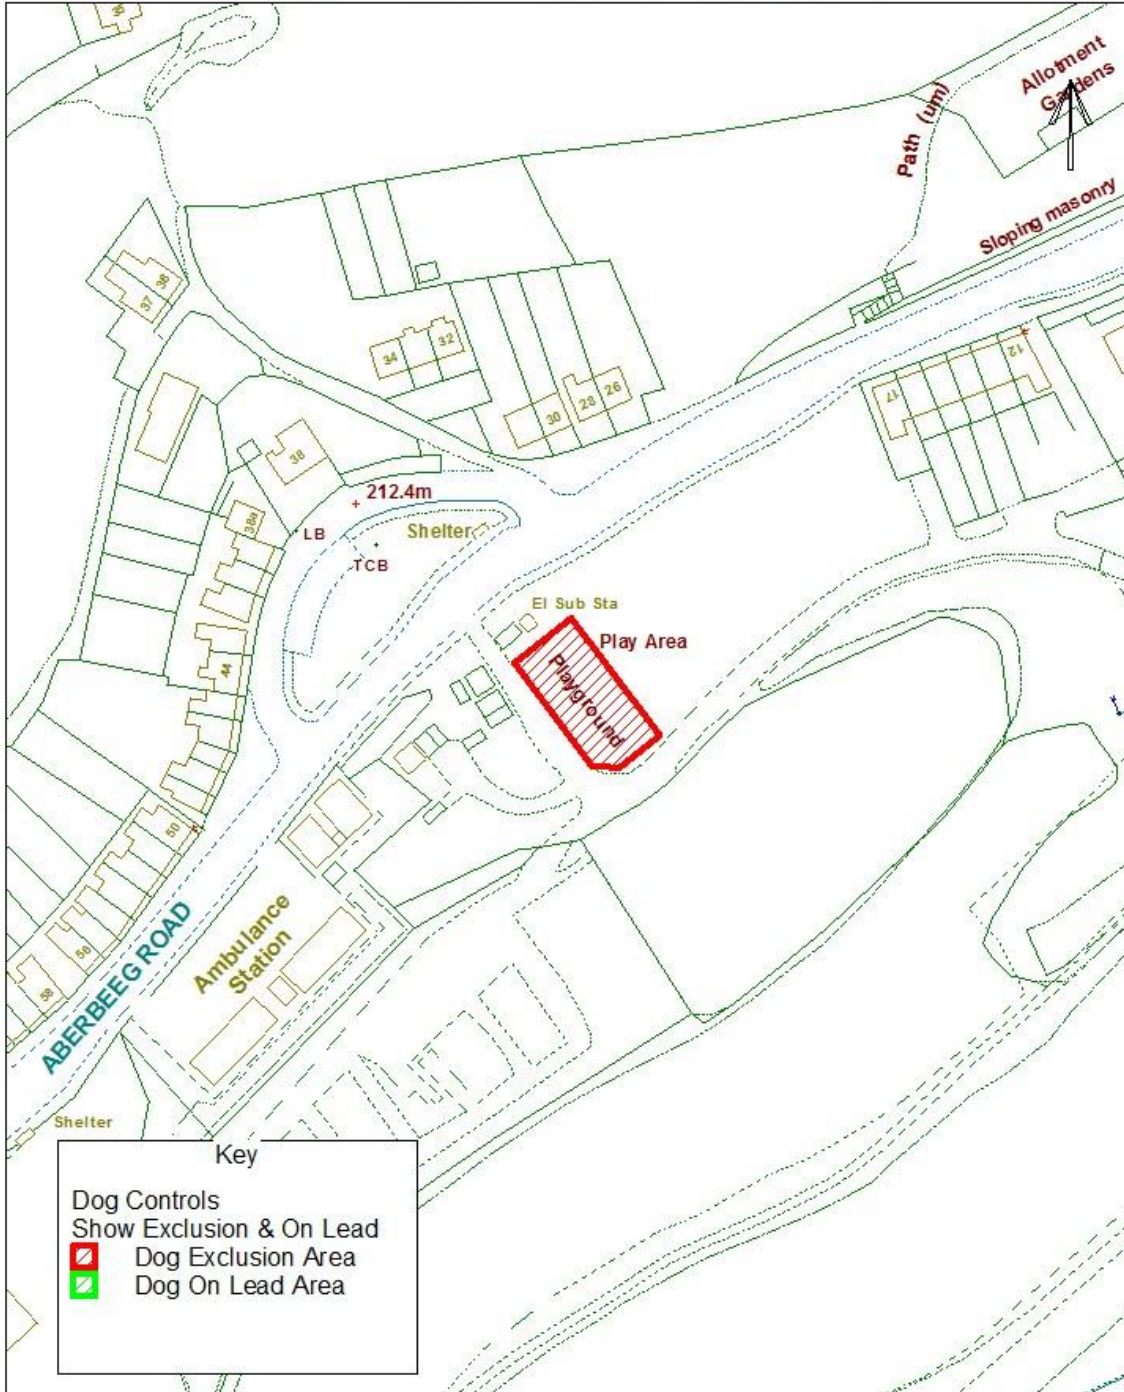 Allotment
Gardens
Path (um)
Sloping masonry
38
37
34
32
30
28
26
12
17
38
212.4m
38a
LB
Shelter
TCB
El Sub Sta
Play Area
Playground
44
50
56
58
Ambulance
Station
ABERBEEG ROAD
Shelter
Key
Dog Controls
Show Exclusion & On Lead
Dog Exclusion Area
Dog On Lead Area